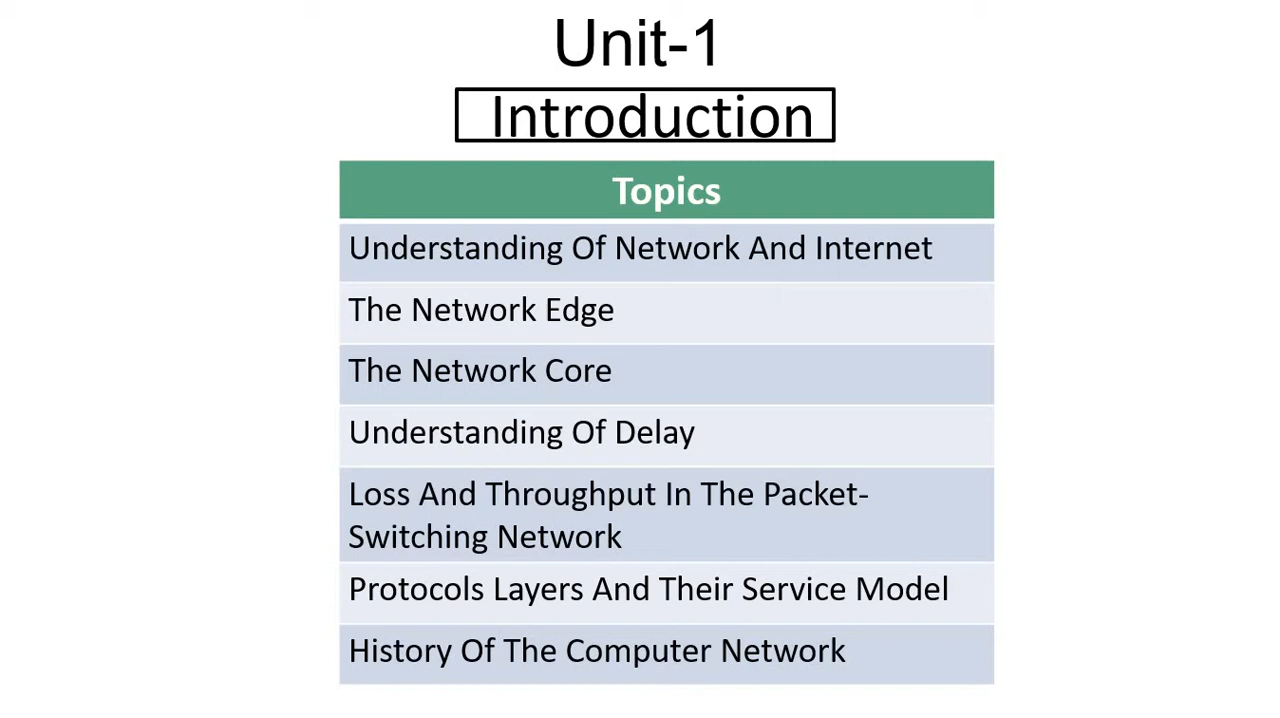 Unit-1
Introduction
Topics
Understanding Of Network And Internet
The Network Edge
The Network Core
Understanding Of Delay
Loss And Throughput In The Packet-
Switching Network
Protocols Layers And Their Service Model
History Of The Computer Network